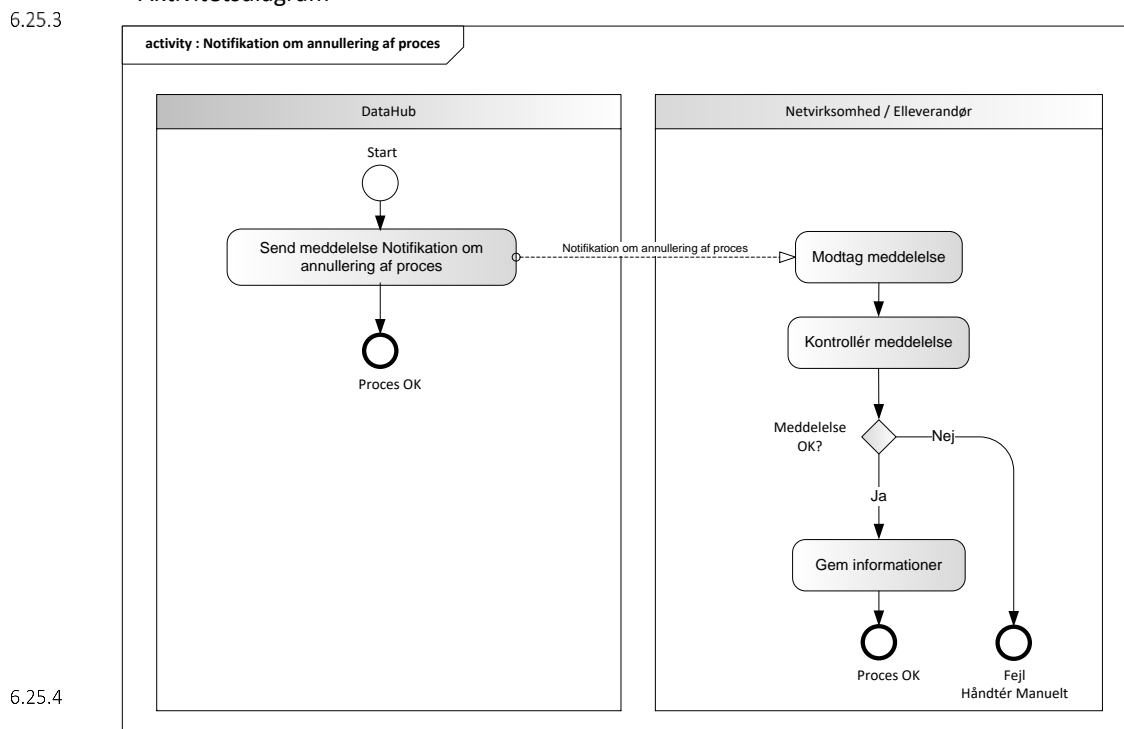 Aktivitetsdiagram
6.25.3
activity : Notifikation om annullering af proces
DataHub
Netvirksomhed / Elleverandør
Start
Send meddelelse Notifikation om
annullering af proces
Notifikation om annullering af proces
Modtag meddelelse
Kontrollér meddelelse
Proces OK
Meddelelse
OK?
Nej
Ja
Gem informationer
Proces OK
Fejl
Håndtér Manuelt
6.25.4